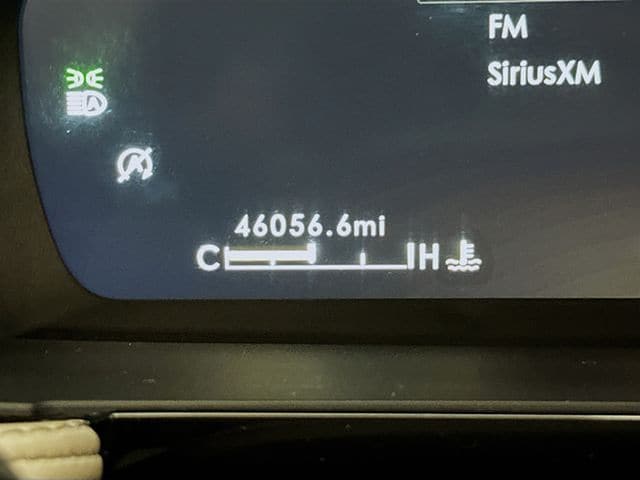 FM
SiriusXM
A
A
46056.6mi
C H